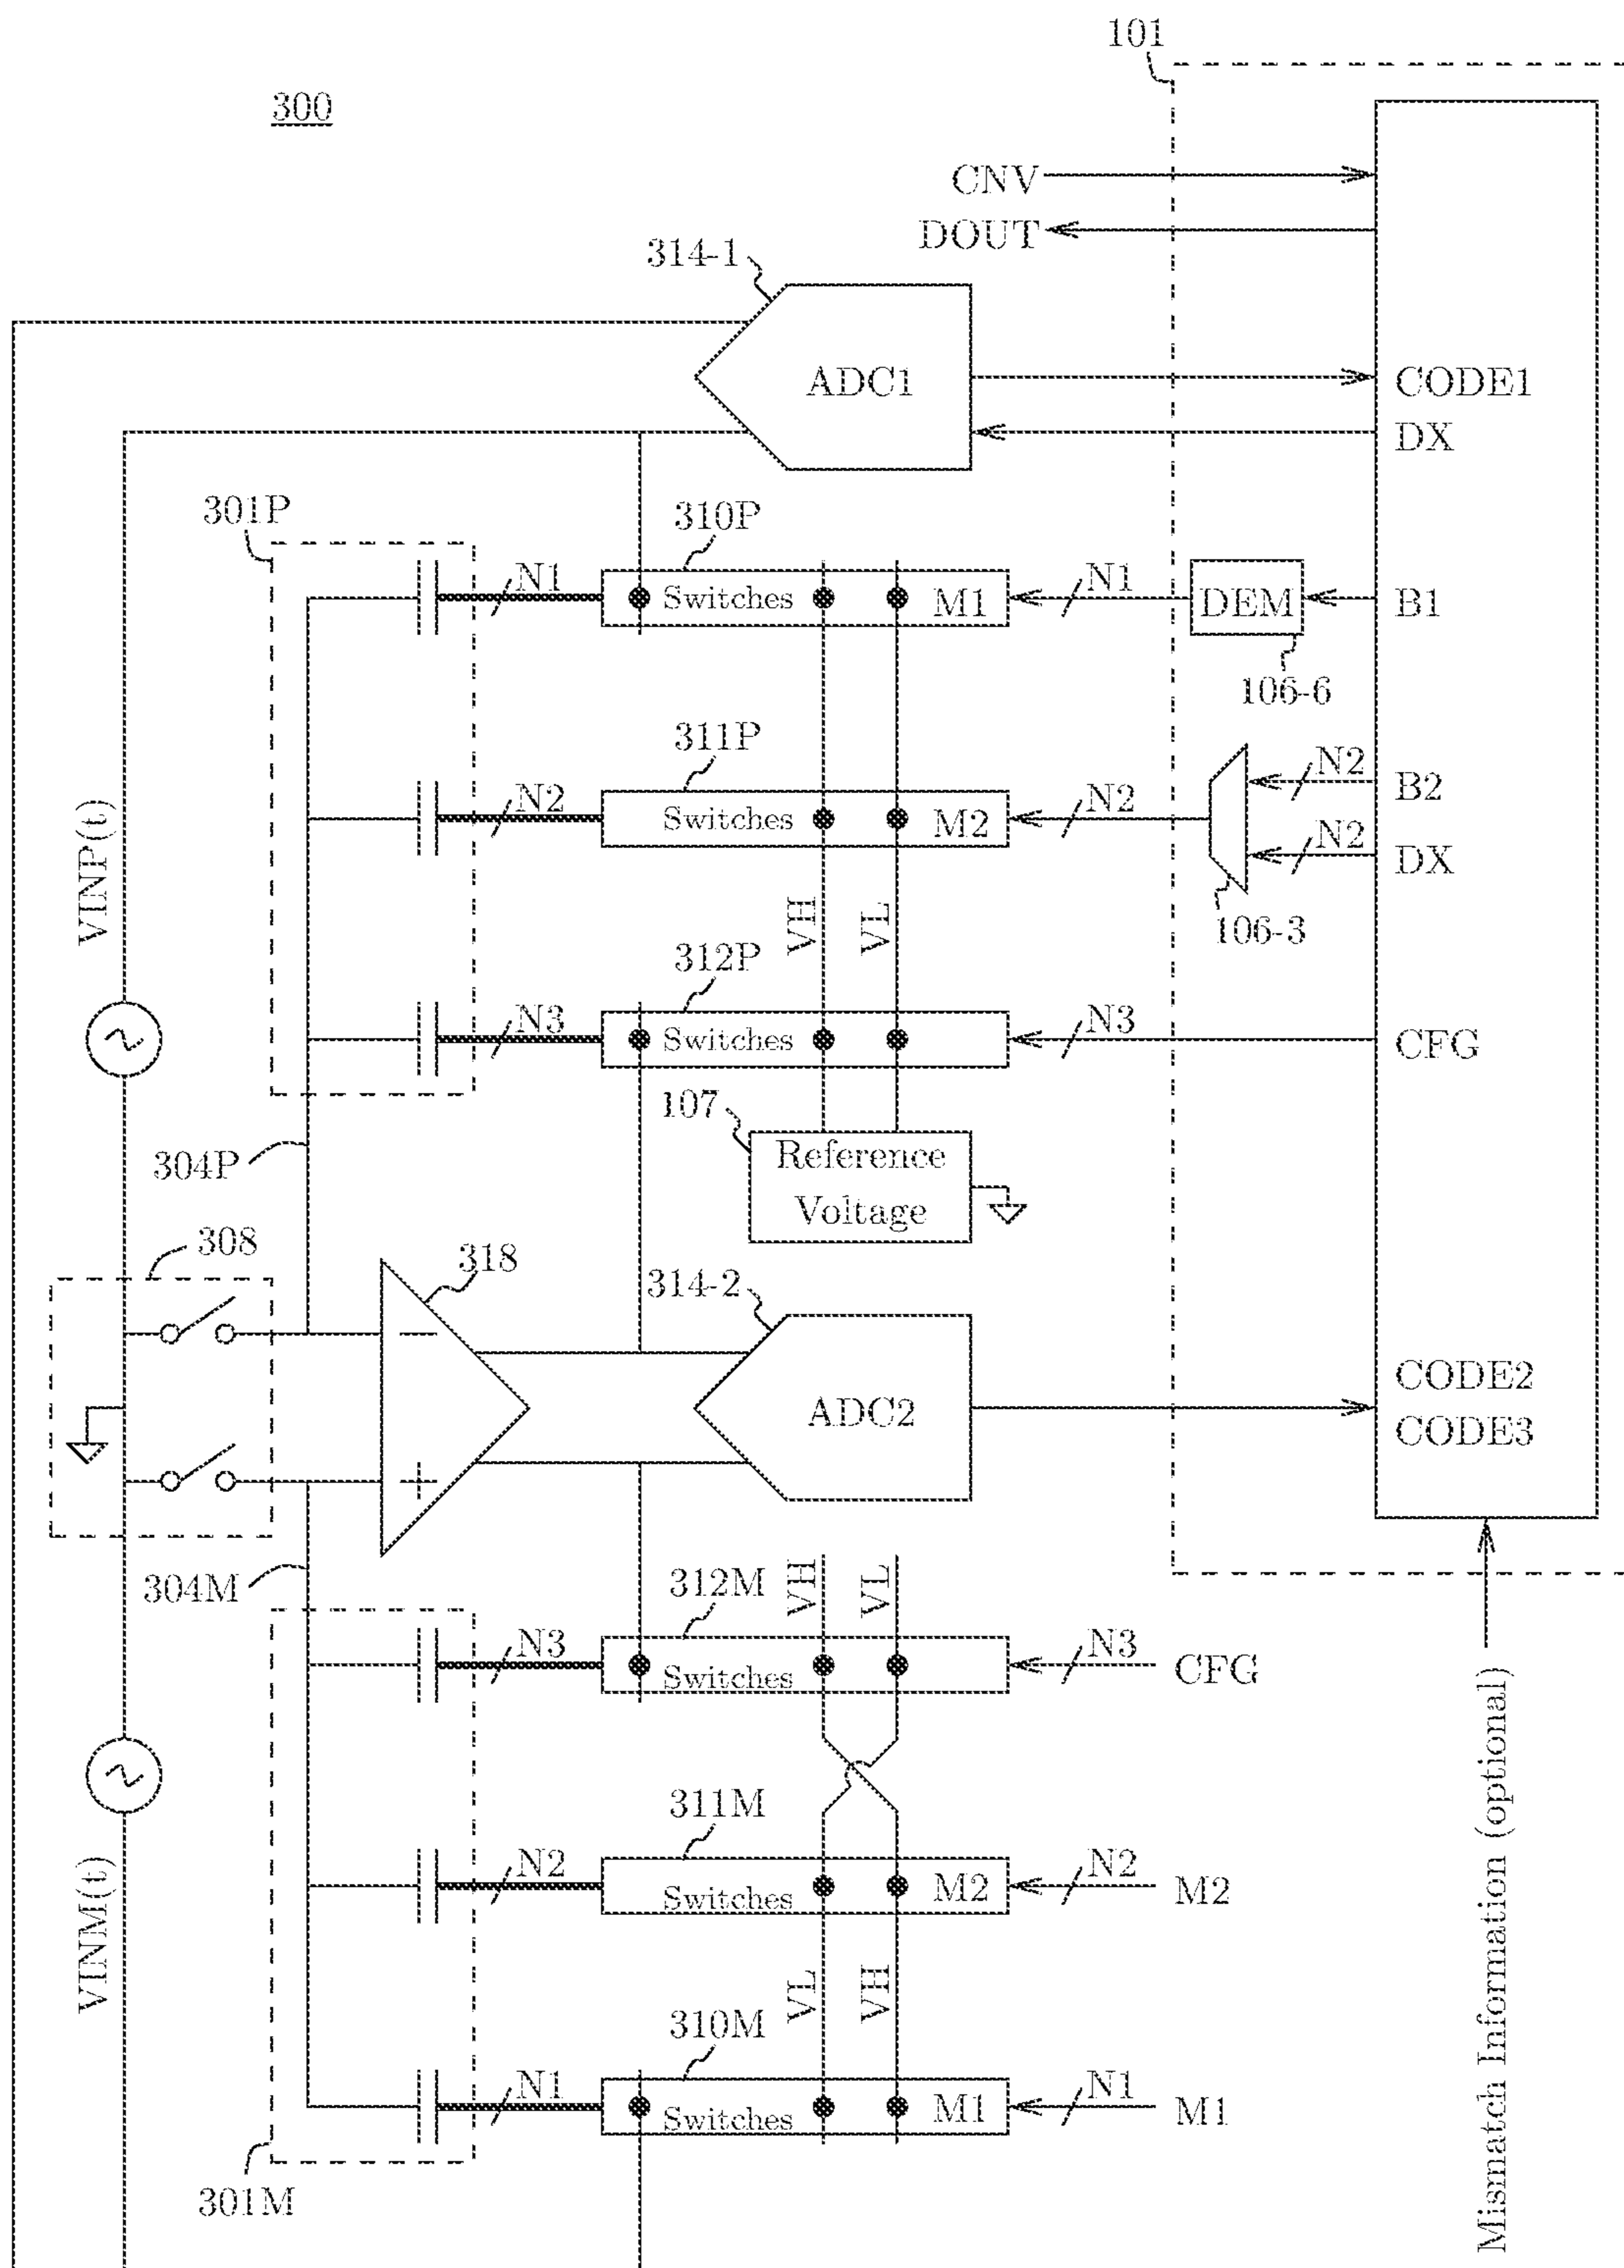 101
300
CNV
DOUT
314-1
ADC1
CODE1
DX
301P
310P
N1
Switches
M1
N1
DEM
B1
106-6
311P
N2
Switches
M2
N2
N2
B2
N2
DX
106-3
VINP(t)
VH
VL
312P
N3
Switches
N3
CFG
107
Reference
Voltage
304P
308
318
314-2
ADC2
CODE2
CODE3
304M
312M
VH
VL
N3
Switches
N3
CFG
311M
N2
Switches
M2
N2
M2
VINM(t)
VL
VH
310M
N1
Switches
M1
N1
M1
301M
Mismatch Information (optional)